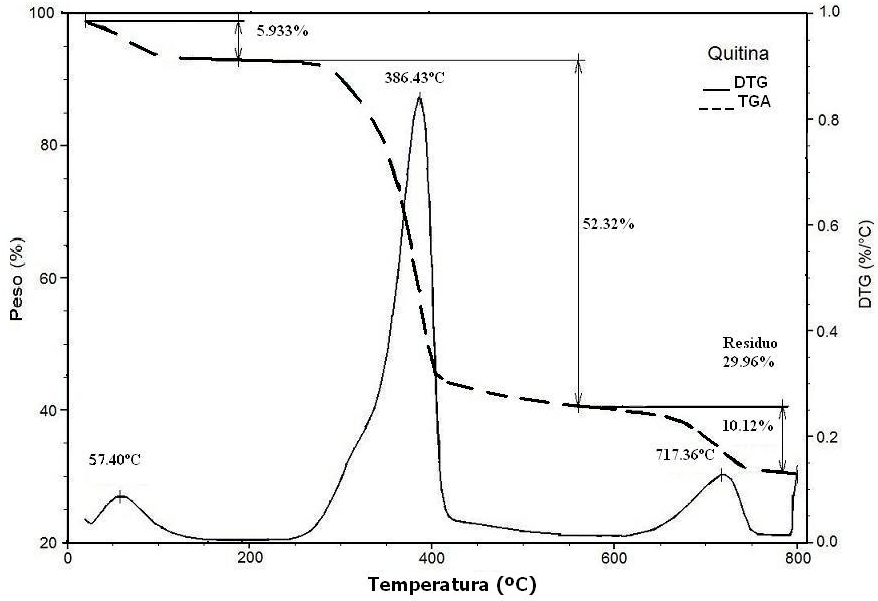 100
1.0
5.933%
Quitina
386.43ºC
DTG
TGA
80
0.8
52.32%
0.6
Peso (%)
DTG (%/°C)
60
Residuo
29.96%
0.4
40
10.12%
717.36ºC
57.40ºC
0.2
20
0.0
0
200
400
600
800
Temperatura (ºC)